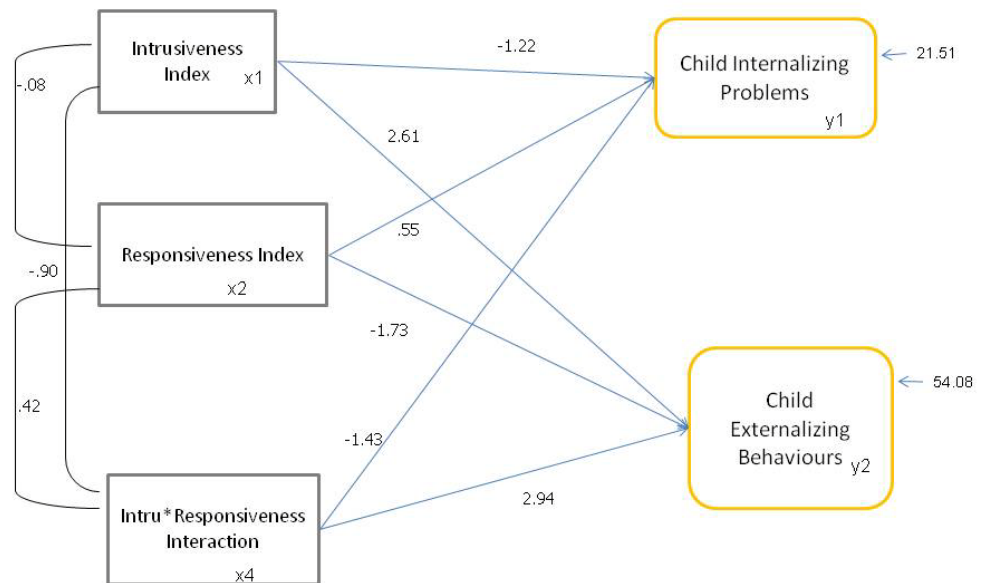 Intrusiveness
Index
x1
-.08
-1.22
Child Internalizing
Problems
y1
21.51
2.61
Responsiveness Index
x2
.55
-.90
-1.73
.42
Child
Externalizing
Behaviours
y2
54.08
-1.43
2.94
Intru*Responsiveness
Interaction
x4